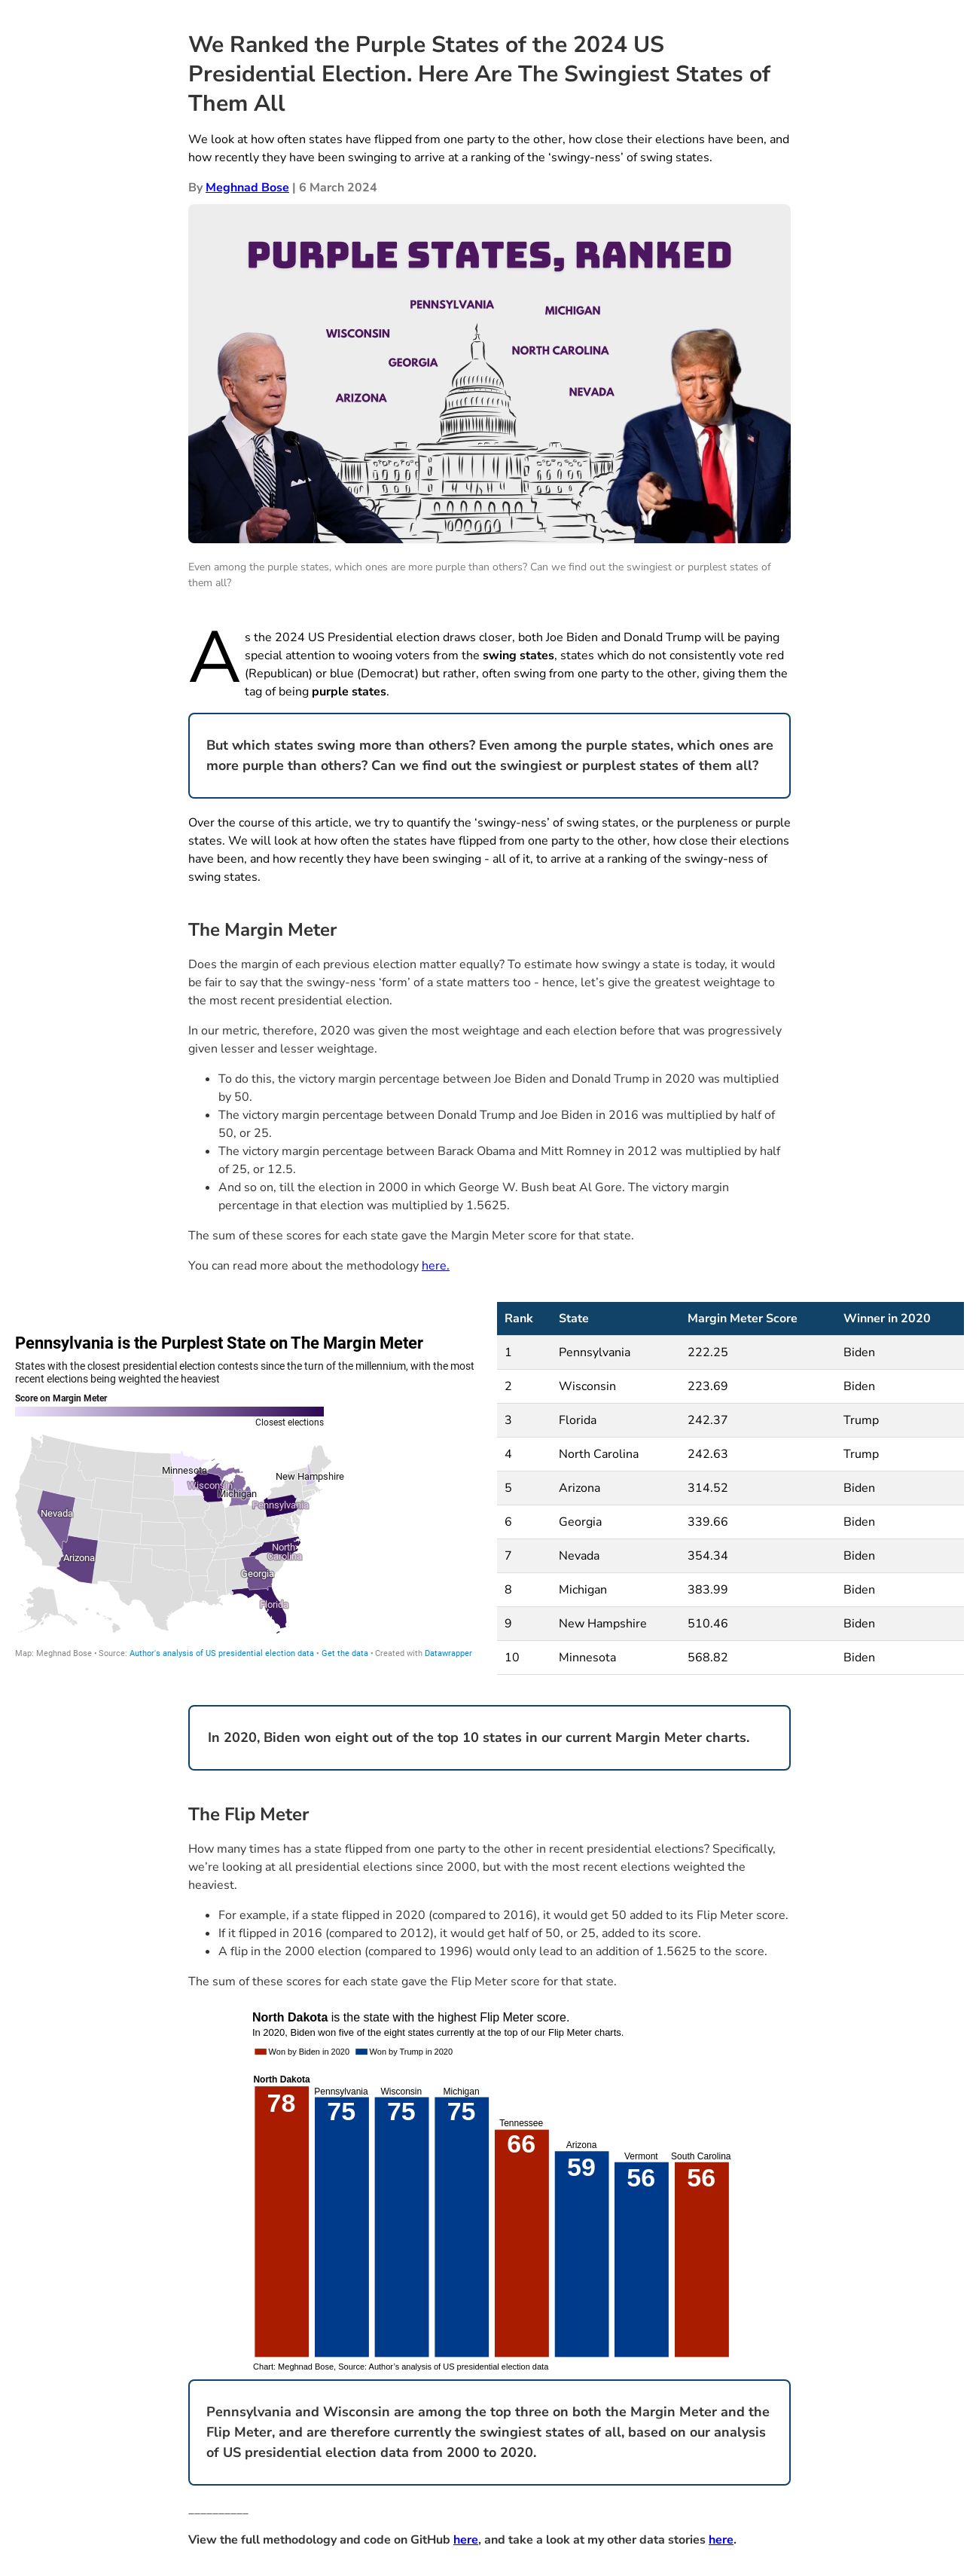 We Ranked the Purple States of the 2024 US
Presidential Election. Here Are The Swingiest States of
Them All
We look at how often states have flipped from one party to the other, how close their elections have been, and
how recently they have been swinging to arrive at a ranking of the ‘swingy-ness’ of swing states.
By Meghnad Bose | 6 March 2024
PURPLE STATES, RANKED
PENNSYLVANIA
MICHIGAN
WISCONSIN
NORTH CAROLINA
GEORGIA
NEVADA
ARIZONA
Even among the purple states, which ones are more purple than others? Can we find out the swingiest or purplest states of
them all?
As the 2024 US Presidential election draws closer, both Joe Biden and Donald Trump will be paying
special attention to wooing voters from the swing states, states which do not consistently vote red
(Republican) or blue (Democrat) but rather, often swing from one party to the other, giving them the
tag of being purple states.
But which states swing more than others? Even among the purple states, which ones are
more purple than others? Can we find out the swingiest or purplest states of them all?
Over the course of this article, we try to quantify the ‘swingy-ness’ of swing states, or the purpleness or purple
states. We will look at how often the states have flipped from one party to the other, how close their elections
have been, and how recently they have been swinging - all of it, to arrive at a ranking of the swingy-ness of
swing states.
The Margin Meter
Does the margin of each previous election matter equally? To estimate how swingy a state is today, it would
be fair to say that the swingy-ness ‘form’ of a state matters too - hence, let’s give the greatest weightage to
the most recent presidential election.
In our metric, therefore, 2020 was given the most weightage and each election before that was progressively
given lesser and lesser weightage.
• To do this, the victory margin percentage between Joe Biden and Donald Trump in 2020 was multiplied
by 50.
• The victory margin percentage between Donald Trump and Joe Biden in 2016 was multiplied by half of
50, or 25.
• The victory margin percentage between Barack Obama and Mitt Romney in 2012 was multiplied by half
of 25, or 12.5.
• And so on, till the election in 2000 in which George W. Bush beat Al Gore. The victory margin
percentage in that election was multiplied by 1.5625.
The sum of these scores for each state gave the Margin Meter score for that state.
You can read more about the methodology here.
Pennsylvania is the Purplest State on The Margin Meter
States with the closest presidential election contests since the turn of the millennium, with the most
recent elections being weighted the heaviest
Score on Margin Meter
Closest elections
Minnesota
Wisconsin
Michigan
New Hampshire
Pennsylvania
Nevada
Arizona
North
Carolina
Georgia
Florida
Map: Meghnad Bose • Source: Author's analysis of US presidential election data • Get the data • Created with Datawrapper
Rank State Margin Meter Score Winner in 2020
1 Pennsylvania 222.25 Biden
2 Wisconsin 223.69 Biden
3 Florida 242.37 Trump
4 North Carolina 242.63 Trump
5 Arizona 314.52 Biden
6 Georgia 339.66 Biden
7 Nevada 354.34 Biden
8 Michigan 383.99 Biden
9 New Hampshire 510.46 Biden
10 Minnesota 568.82 Biden
In 2020, Biden won eight out of the top 10 states in our current Margin Meter charts.
The Flip Meter
How many times has a state flipped from one party to the other in recent presidential elections? Specifically,
we’re looking at all presidential elections since 2000, but with the most recent elections weighted the
heaviest.
• For example, if a state flipped in 2020 (compared to 2016), it would get 50 added to its Flip Meter score.
• If it flipped in 2016 (compared to 2012), it would get half of 50, or 25, added to its score.
• A flip in the 2000 election (compared to 1996) would only lead to an addition of 1.5625 to the score.
The sum of these scores for each state gave the Flip Meter score for that state.
North Dakota is the state with the highest Flip Meter score.
In 2020, Biden won five of the eight states currently at the top of our Flip Meter charts.
Won by Biden in 2020 Won by Trump in 2020
North Dakota
78
Pennsylvania
75
Wisconsin
75
Michigan
75
Tennessee
66
Arizona
59
Vermont
56
South Carolina
56
Chart: Meghnad Bose, Source: Author’s analysis of US presidential election data
Pennsylvania and Wisconsin are among the top three on both the Margin Meter and the
Flip Meter, and are therefore currently the swingiest states of all, based on our analysis
of US presidential election data from 2000 to 2020.
__________
View the full methodology and code on GitHub here, and take a look at my other data stories here.